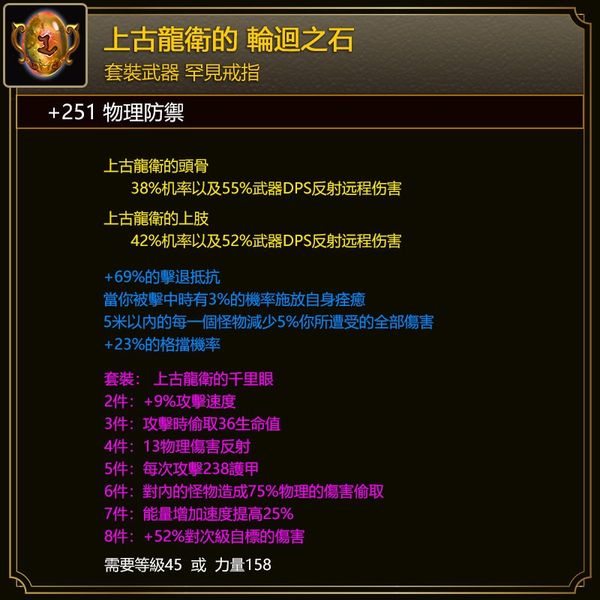 上古龍衛的 輪迴之石
套裝武器 罕見戒指
+251 物理防禦
上古龍衛的頭骨
38%机率以及55%武器DPS反射远程伤害
上古龍衛的上肢
42%机率以及52%武器DPS反射远程伤害
+69%的擊退抵抗
當你被擊中時有3%的機率施放自身痊癒
5米以內的每一個怪物減少5%你所遭受的全部傷害
+23%的格擋機率
套裝： 上古龍衛的千里眼
2件：+9%攻擊速度
3件：攻擊時偷取36生命值
4件：13物理傷害反射
5件：每次攻擊238護甲
6件：對內的怪物造成75%物理的傷害偷取
7件：能量增加速度提高25%
8件：+52%對次級自標的傷害
需要等級45 或 力量158